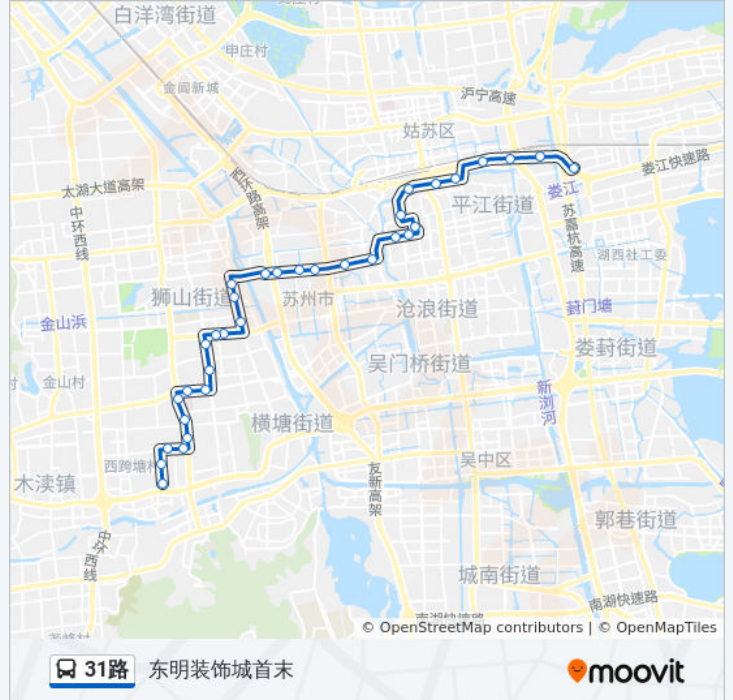 白洋湾街道
申庄村
金阊新城
沪宁高速
姑苏区
娄江快速路
西环路高架
太湖大道高架
娄江
平江街道
中环西线
苏嘉杭高速
湖西社工委
狮山街道
苏州市
沧浪街道
葑门塘
金山浜
娄葑街道
吴门桥街道
村
金山村
新浏河
横塘街道
西跨塘村
吴中区
木渎镇
友新高架
郭巷街道
中环西线
城南街道
南湖快速路
南湖快速路
© OpenStreetMap contributors | © OpenMapTiles
31路 东明装饰城首末
moovit